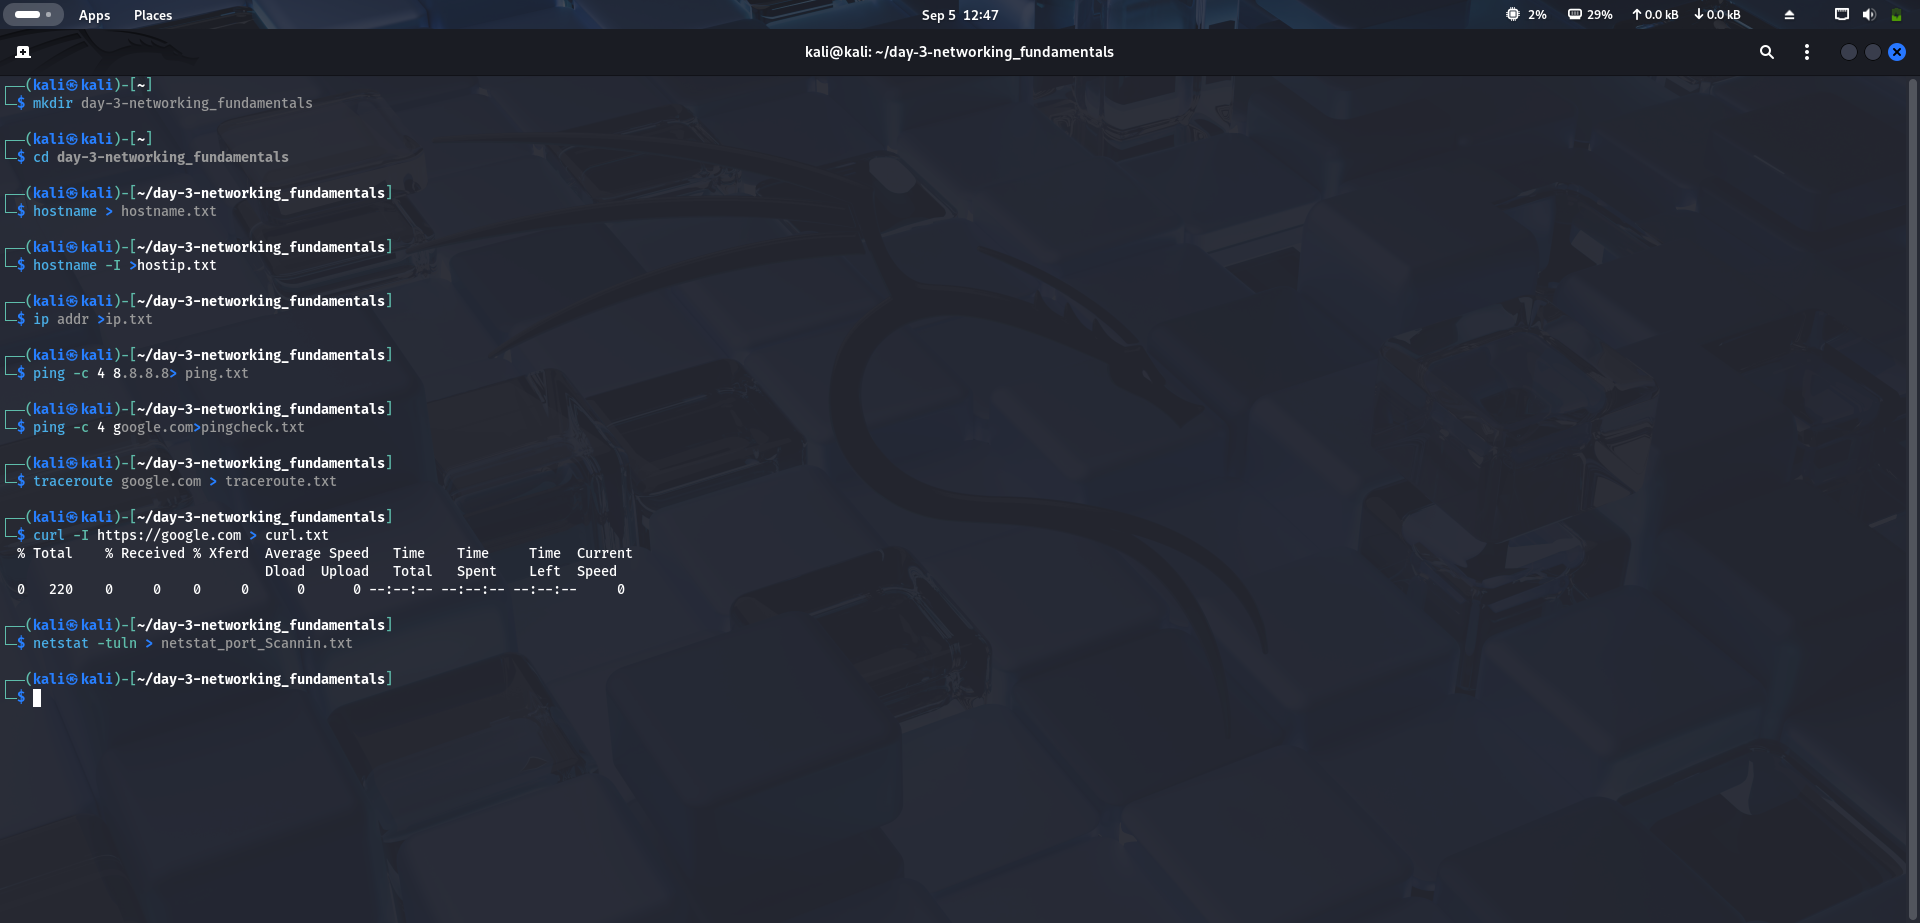 Apps Places Sep 5 12:47 2% 29% ↑0.0 kB ↓0.0 kB
kali@kali: ~/day-3-networking_fundamentals
┌──(kali㉿kali)-[~]
└─$ mkdir day-3-networking_fundamentals
┌──(kali㉿kali)-[~]
└─$ cd day-3-networking_fundamentals
┌──(kali㉿kali)-[~/day-3-networking_fundamentals]
└─$ hostname > hostname.txt
┌──(kali㉿kali)-[~/day-3-networking_fundamentals]
└─$ hostname -I >hostip.txt
┌──(kali㉿kali)-[~/day-3-networking_fundamentals]
└─$ ip addr >ip.txt
┌──(kali㉿kali)-[~/day-3-networking_fundamentals]
└─$ ping -c 4 8.8.8.8> ping.txt
┌──(kali㉿kali)-[~/day-3-networking_fundamentals]
└─$ ping -c 4 google.com>pingcheck.txt
┌──(kali㉿kali)-[~/day-3-networking_fundamentals]
└─$ traceroute google.com > traceroute.txt
┌──(kali㉿kali)-[~/day-3-networking_fundamentals]
└─$ curl -I https://google.com > curl.txt
% Total    % Received % Xferd  Average Speed   Time    Time     Time  Current
Dload  Upload   Total   Spent    Left  Speed
0   220    0     0    0     0      0      0 --:--:-- --:--:-- --:--:--     0
┌──(kali㉿kali)-[~/day-3-networking_fundamentals]
└─$ netstat -tuln > netstat_port_Scannin.txt
┌──(kali㉿kali)-[~/day-3-networking_fundamentals]
└─$